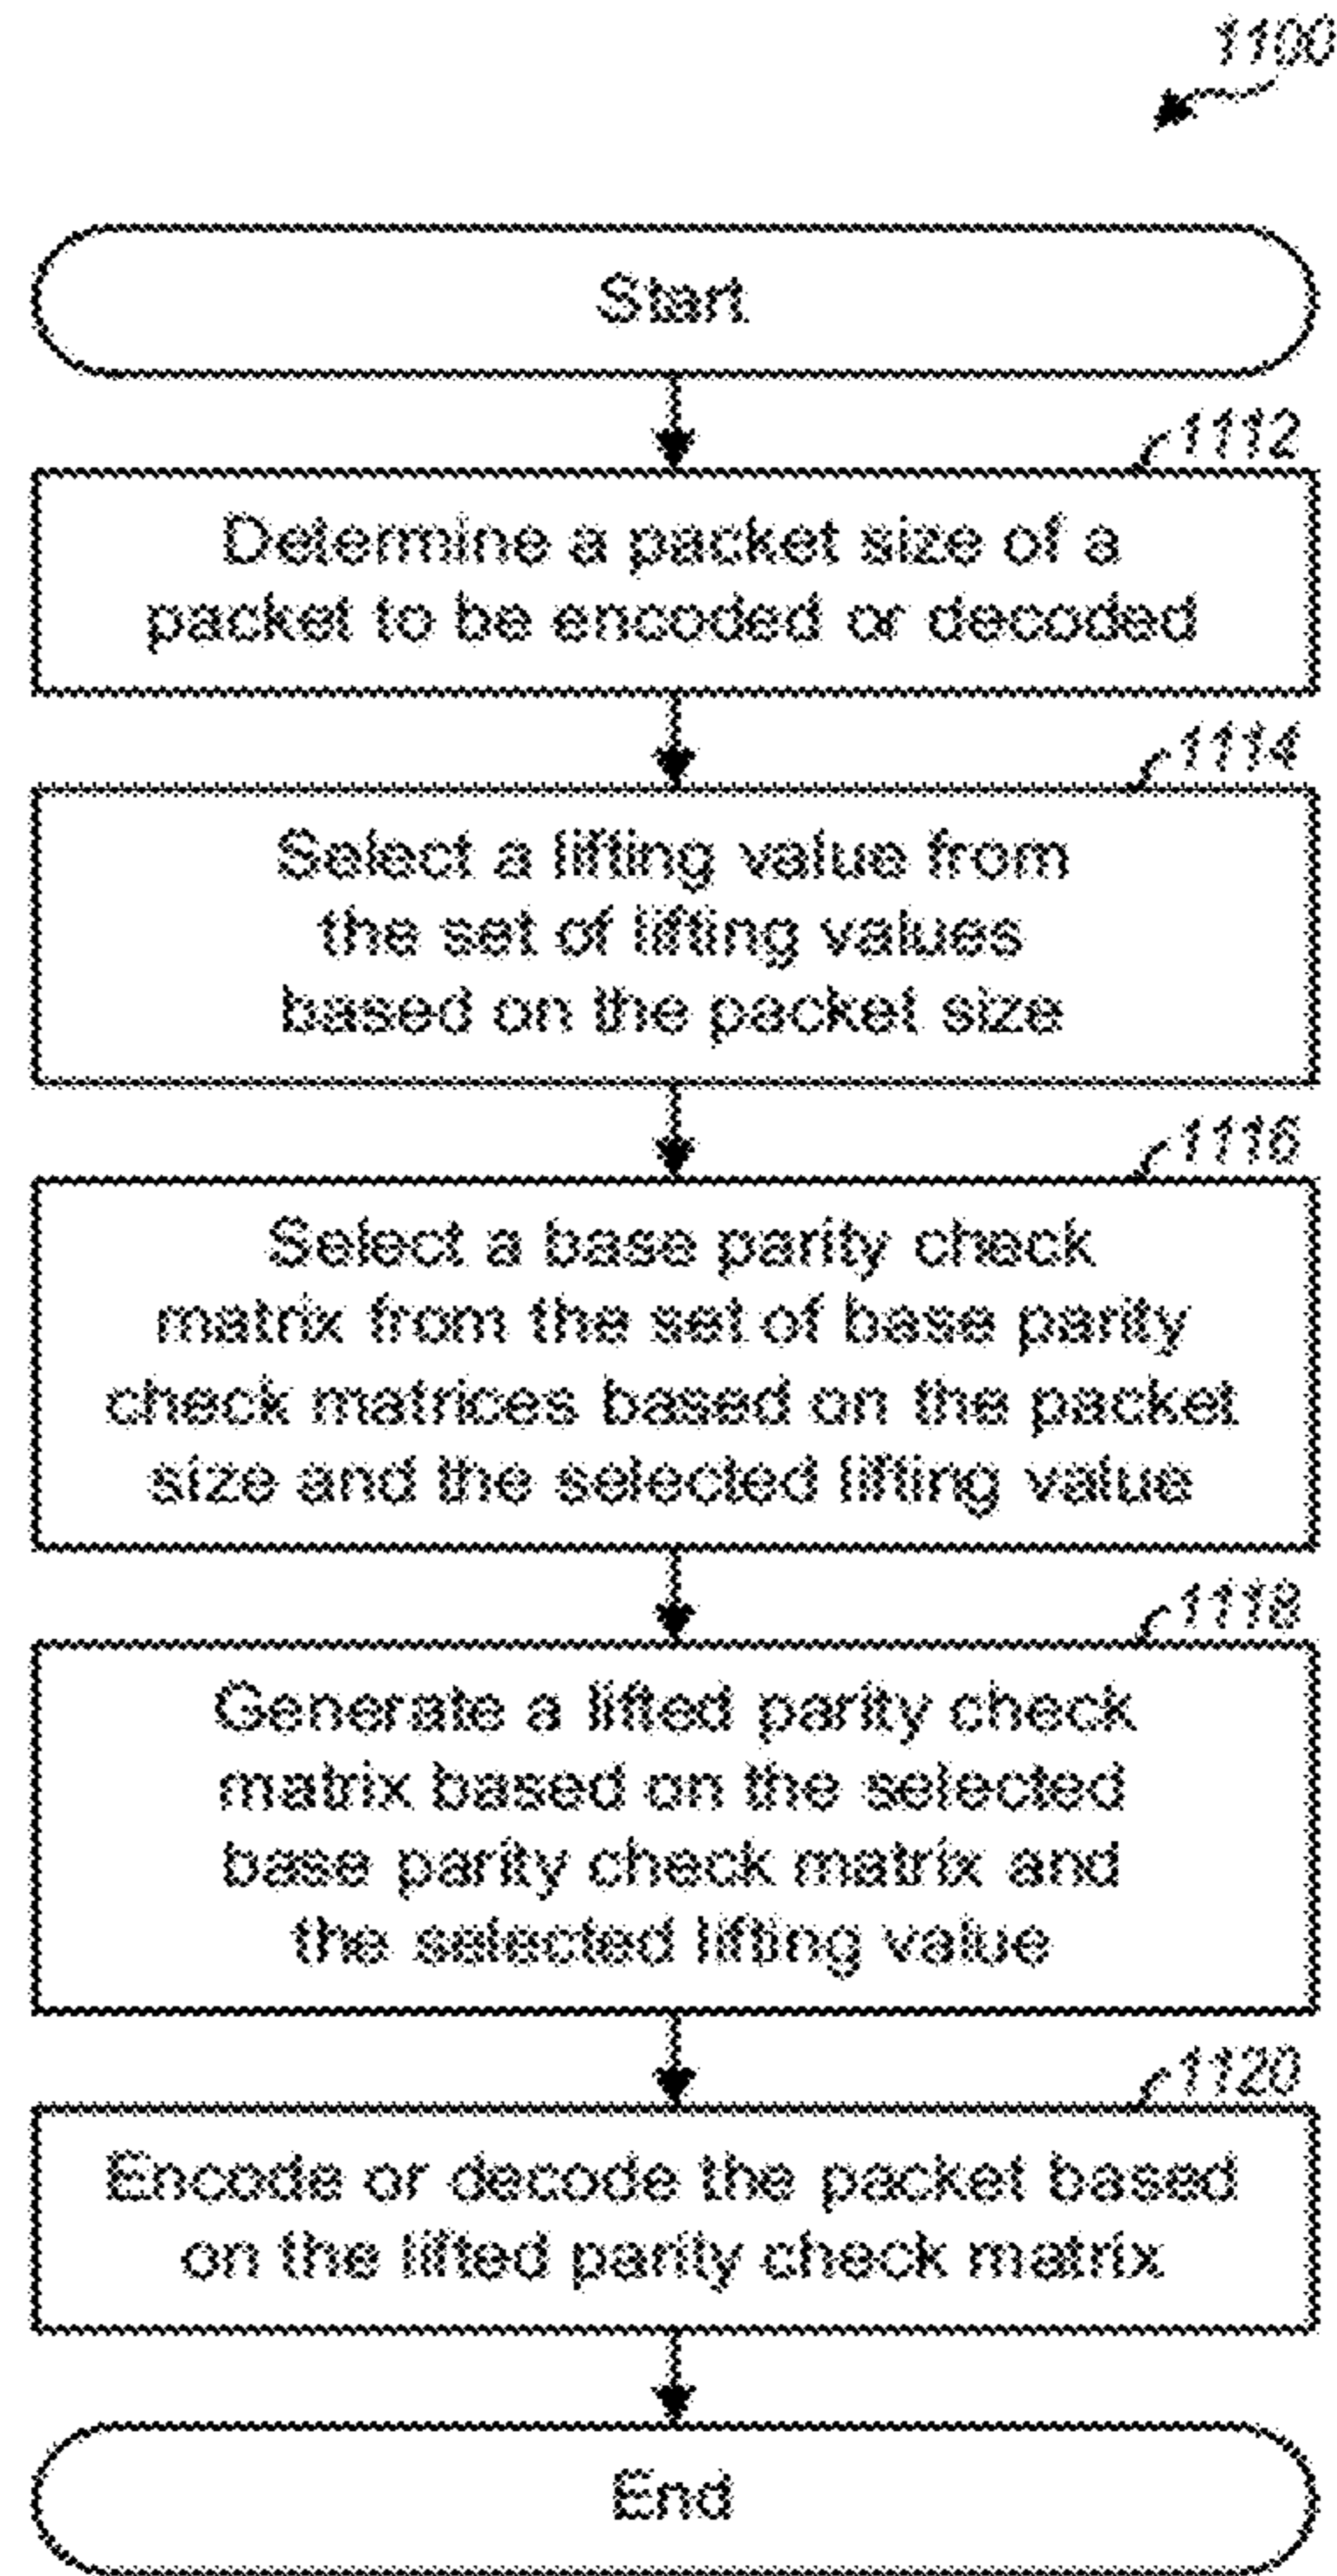 1100
Start
1112
Determine a packet size of a
packet to be encoded or decoded
1114
Select a lifting value from
the set of lifting values
based on the packet size
1116
Select a base parity check
matrix from the set of base parity
check matrices based on the packet
size and the selected lifting value
1118
Generate a lifted parity check
matrix based on the selected
base parity check matrix and
the selected lifting value
1120
Encode or decode the packet based
on the lifted parity check matrix
End